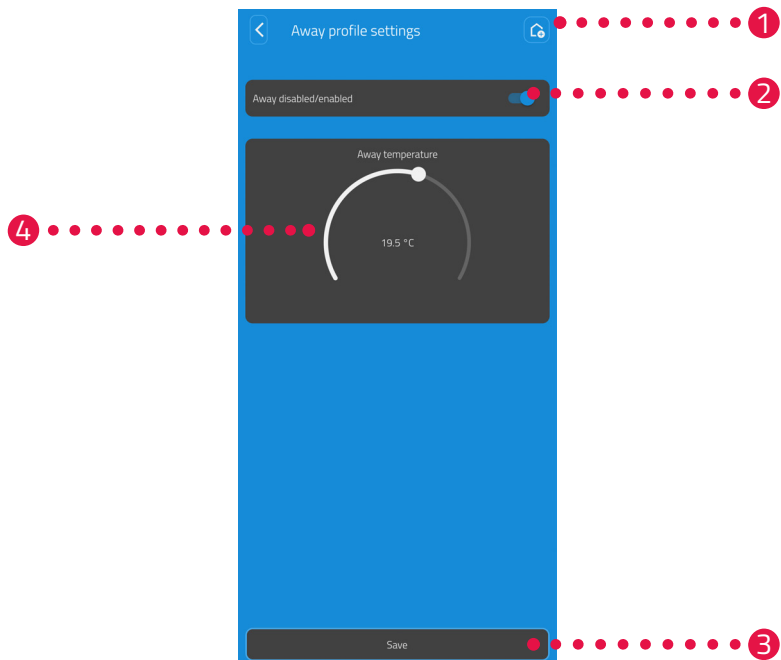 Away profile settings
1
Away disabled/enabled
2
Away temperature
4
19.5 °C
Save
3